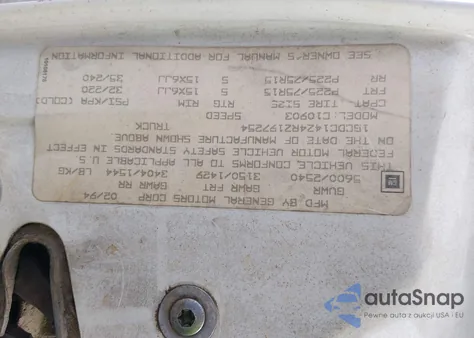 MFD BY GENERAL MOTORS CORP
02/94
GVWR
GAWR FRT
GAWR RR
5600/2540
3150/1429
3404/1544
LB/KG
THIS VEHICLE CONFORMS TO ALL APPLICABLE U.S.
FEDERAL MOTOR VEHICLE SAFETY STANDARDS IN EFFECT
ON THE DATE OF MANUFACTURE SHOWN ABOVE
1GCDC14Z4RZ197254
TRUCK
MODEL: C10903
CPAT TIRE SIZE SPEED RTG RIM PSI/KPA (COLD)
FRT P225/75R15 S 15X6JJ 32/220
RR P225/75R15 S 15X6JJ 35/240
SEE OWNER'S MANUAL FOR ADDITIONAL INFORMATION
autoSnap
Pewne auta z aukcji USA i EU